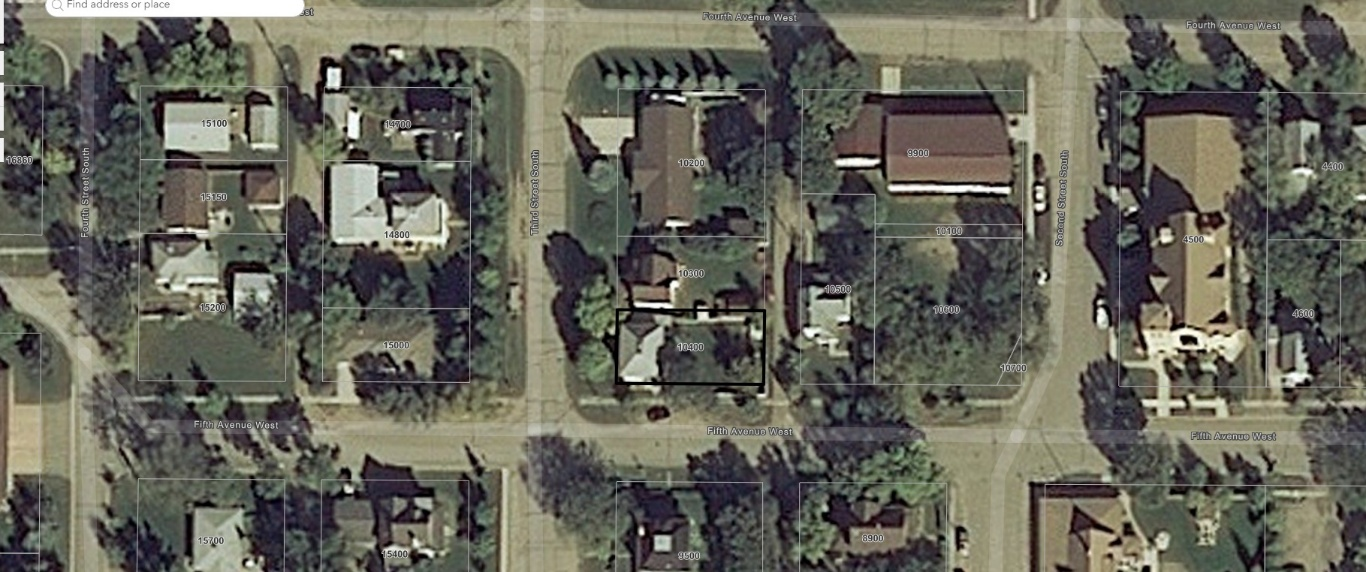 Find address or place
st
Fourth Avenue West
Fourth Avenue West
15100
14700
16860
10200
9900
4400
15150
14800
Fourth Street South
Third Street South
Second Street South
10100
4500
10300
10500
15200
10600
4600
15000
10400
10700
Fifth Avenue West
Fifth Avenue West
Fifth Avenue West
15700
15400
9500
8900